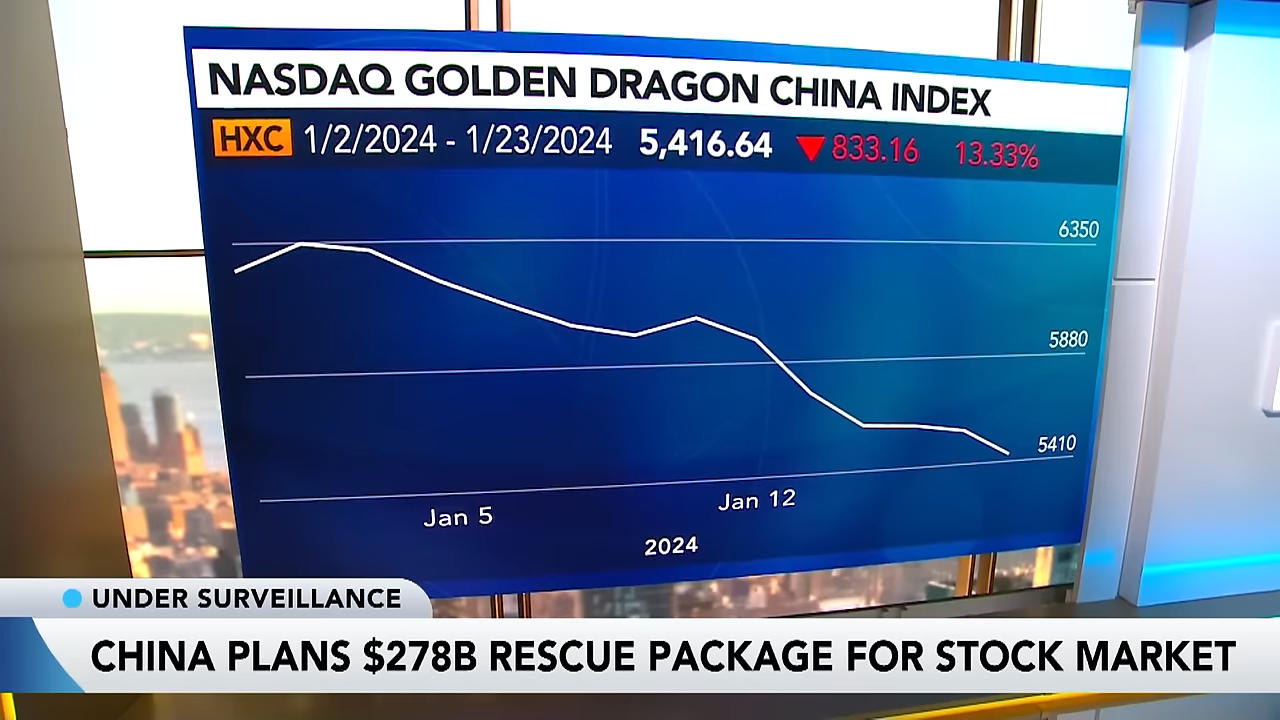 NASDAQ GOLDEN DRAGON CHINA INDEX
HXC 1/2/2024 - 1/23/2024 5,416.64 ▼833.16 13.33%
6350
5880
5410
Jan 5 Jan 12
2024
UNDER SURVEILLANCE
CHINA PLANS $278B RESCUE PACKAGE FOR STOCK MARKET